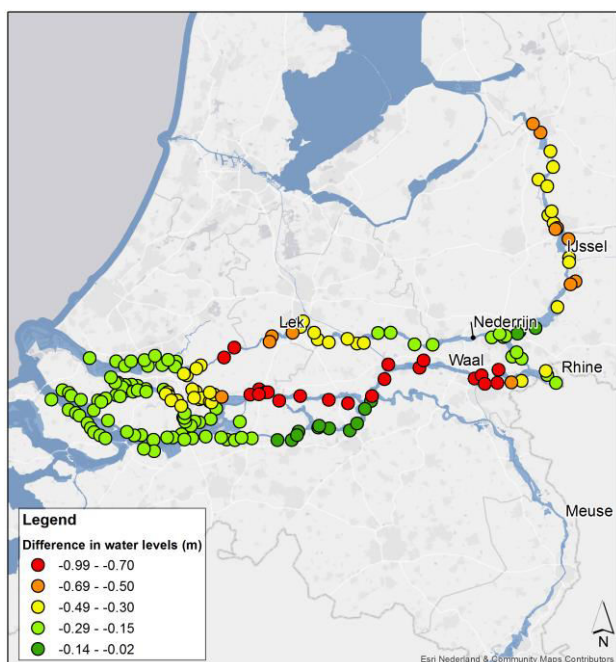 IJssel
Lek
Nederrijn
Waal
Rhine
Meuse
Legend
Difference in water levels (m)
-0.99 - -0.70
-0.69 - -0.50
-0.49 - -0.30
-0.29 - -0.15
-0.14 - -0.02
N
Esri Nederland & Community Maps Contributors